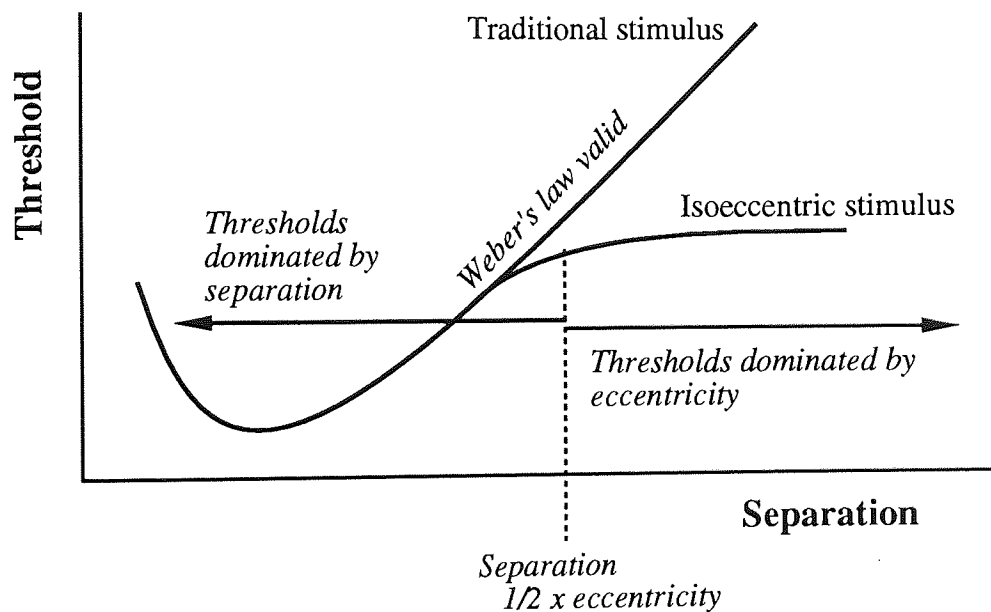 Traditional stimulus
Threshold
Weber's law valid
Isoeccentric stimulus
Thresholds
dominated by
separation
Thresholds dominated by
eccentricity
Separation
Separation
1/2 x eccentricity